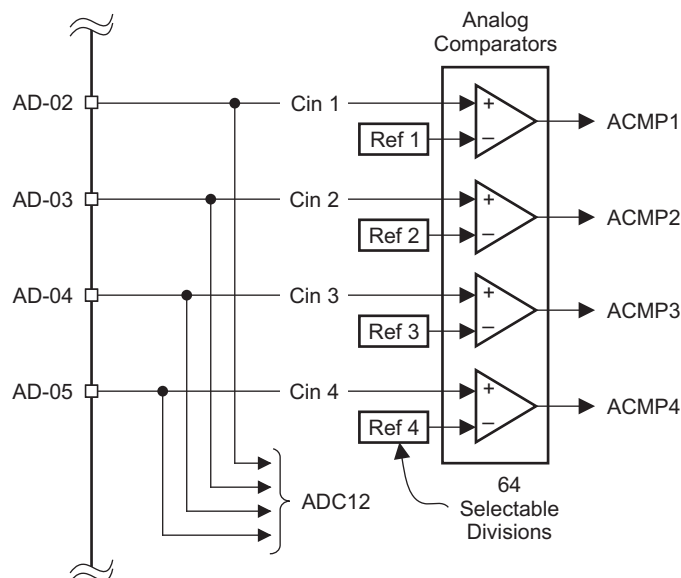 Analog
Comparators
AD-02 Cin 1 + ACMP1
Ref 1 –
AD-03 Cin 2 + ACMP2
Ref 2 –
AD-04 Cin 3 + ACMP3
Ref 3 –
AD-05 Cin 4 + ACMP4
Ref 4 –
ADC12
64
Selectable
Divisions